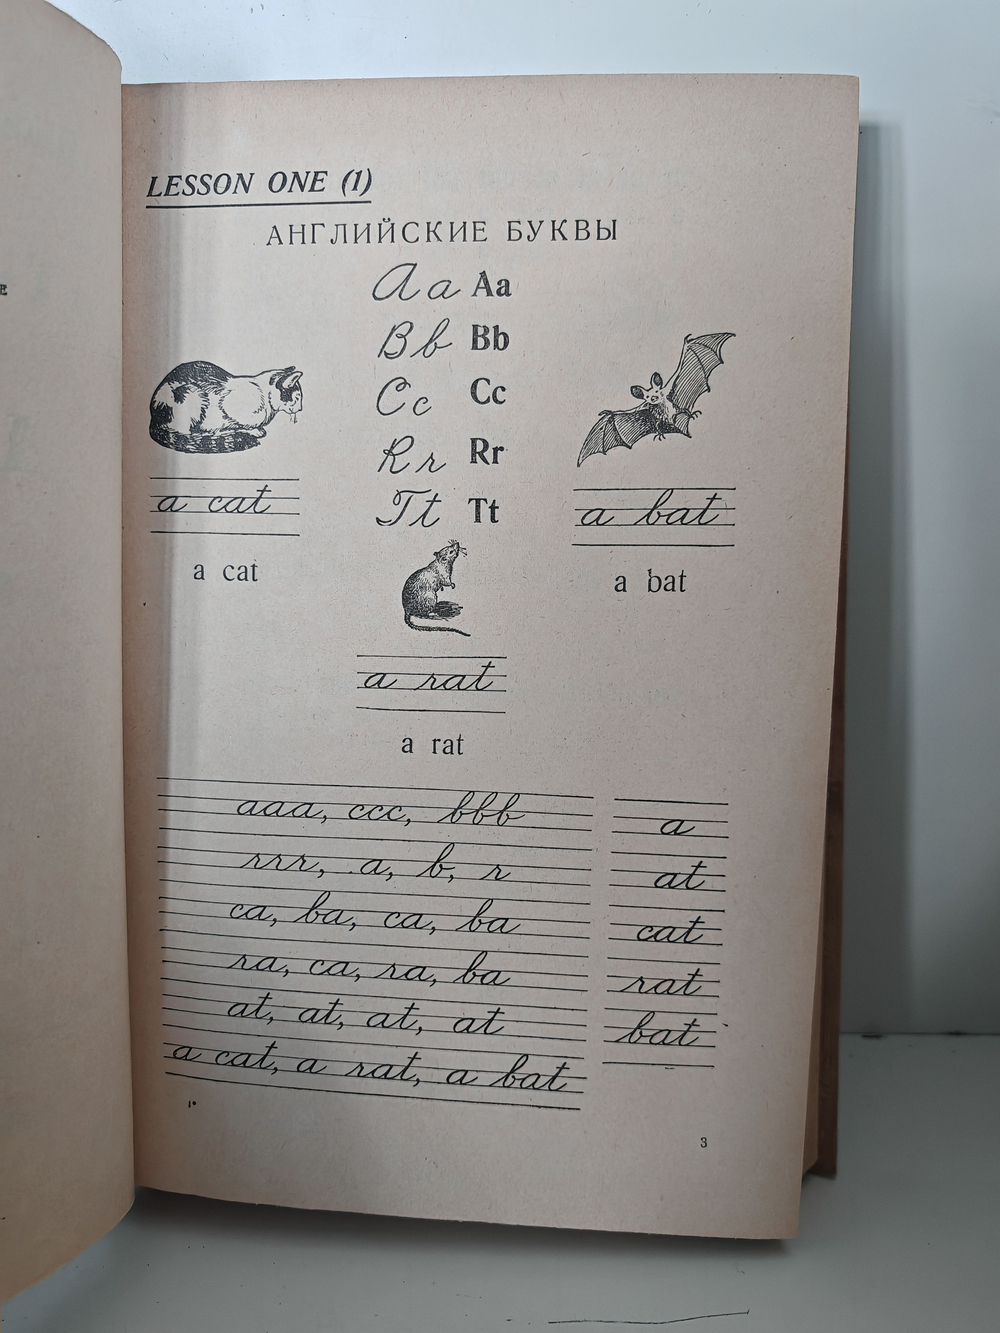 LESSON ONE (1)
АНГЛИЙСКИЕ БУКВЫ
Aa Aa
Bb Bb
Cc Cc
Rr Rr
Tt Tt
a cat
a cat
a bat
a bat
a rat
a rat
aaa, ccc, bbb
rrr, a, b, r
ca, ba, ca, ba
ra, ca, ra, ba
at, at, at, at
a cat, a rat, a bat
a
at
cat
rat
bat
1*
3